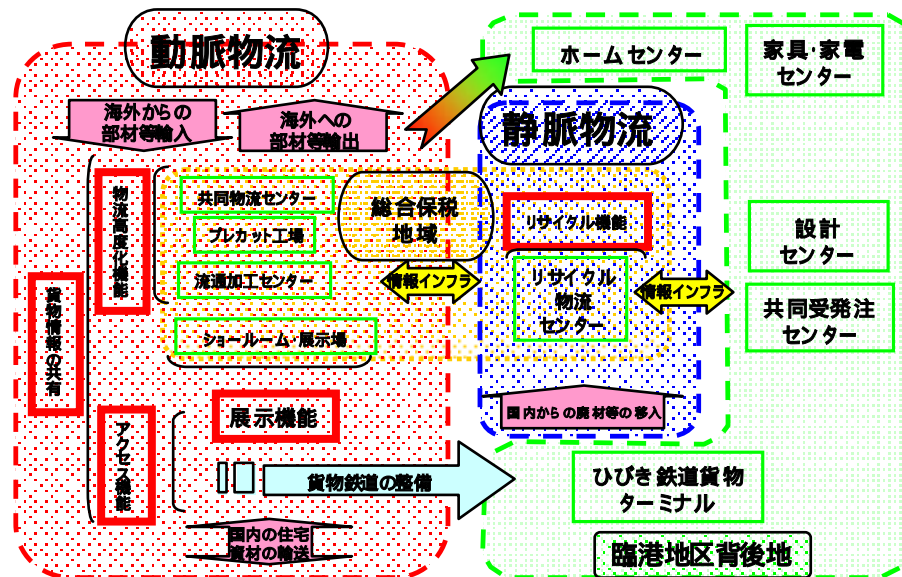 動脈物流
海外からの
部材等輸入
海外への
部材等輸出
物流高度化機能
共同物流センター
プレカット工場
流通加工センター
ショールーム・展示場
総合保税
地域
情報インフラ
貨物情報の共有
アクセス機能
展示機能
貨物鉄道の整備
国内の住宅
資材の輸送
静脈物流
リサイクル機能
リサイクル
物流
センター
情報インフラ
国内からの廃材等の移入
ホームセンター
家具・家電
センター
設計
センター
共同受発注
センター
ひびき鉄道貨物
ターミナル
臨港地区背後地